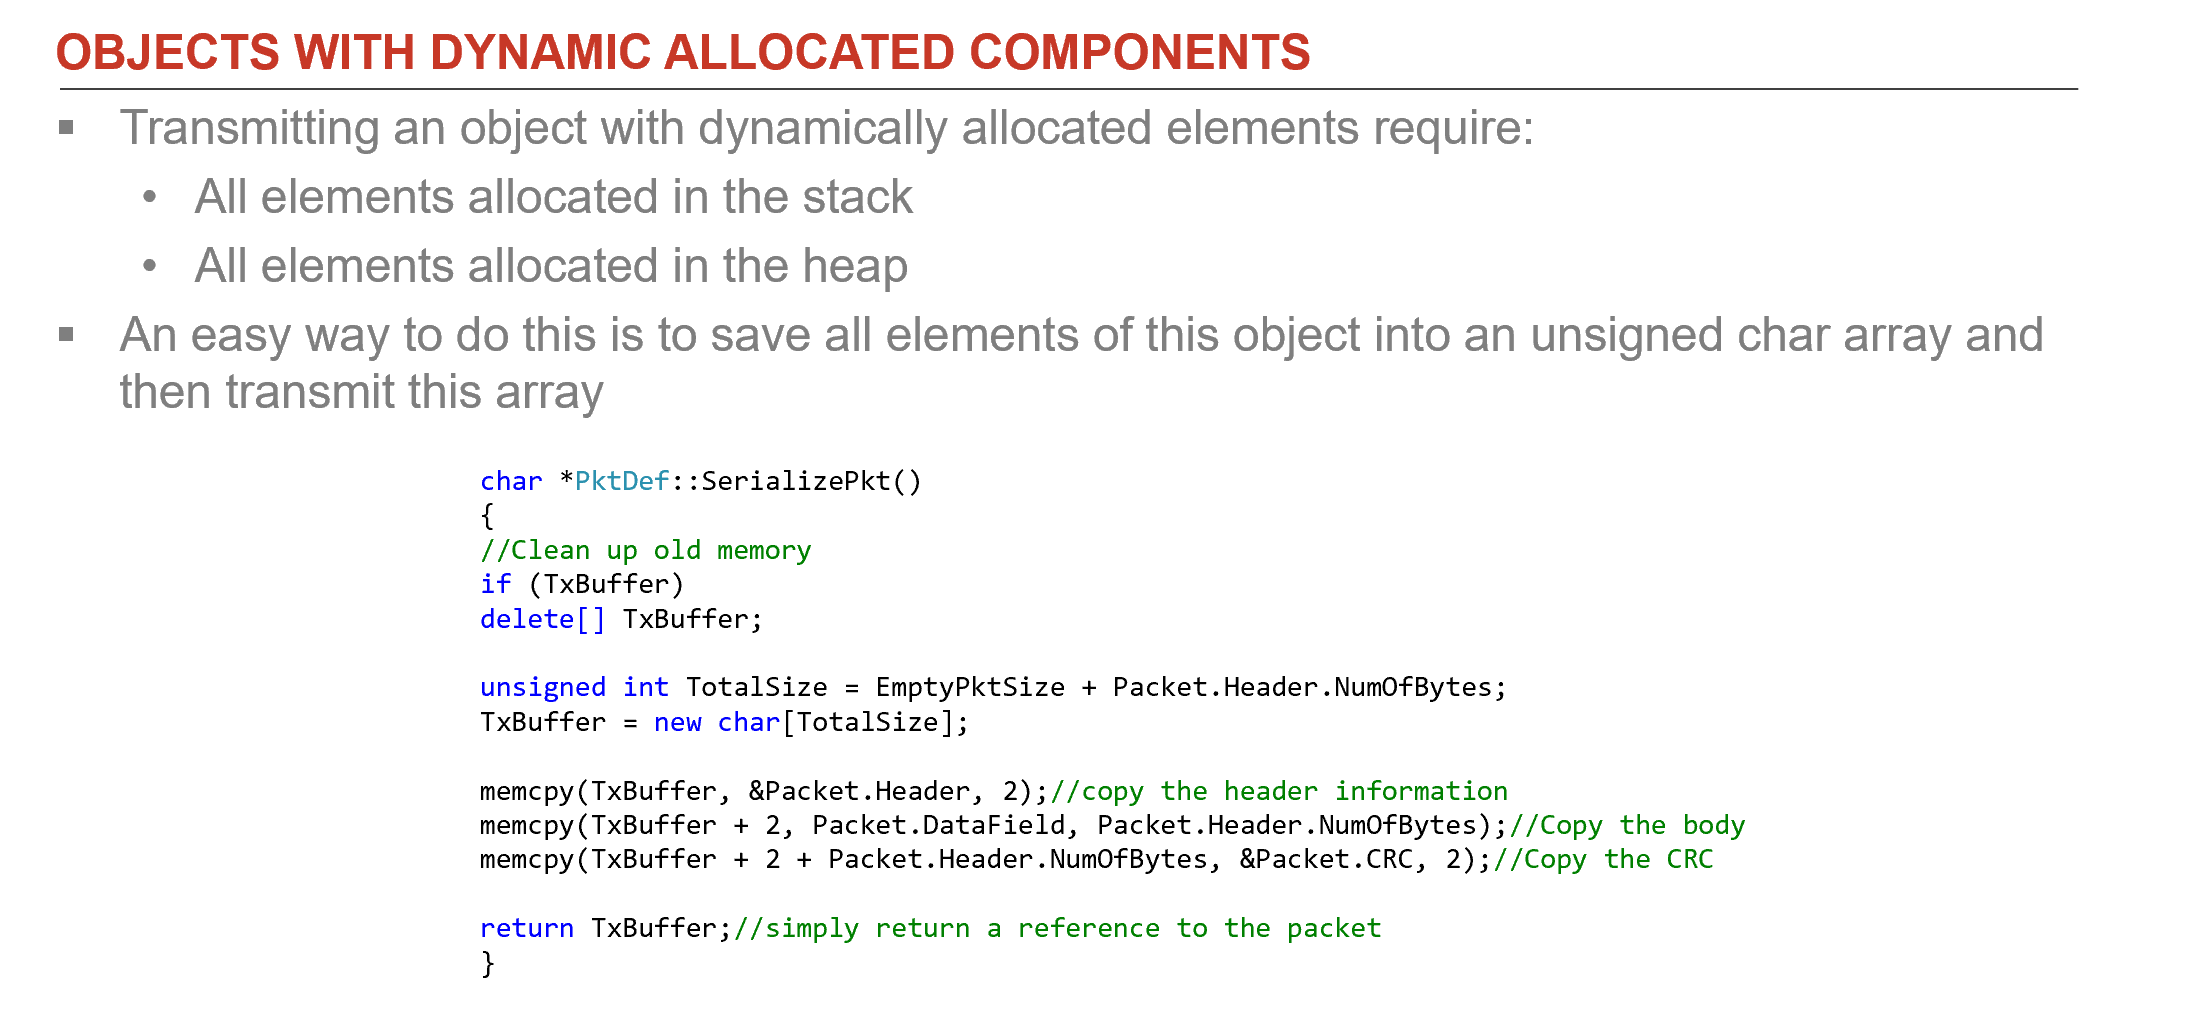 OBJECTS WITH DYNAMIC ALLOCATED COMPONENTS
▪ Transmitting an object with dynamically allocated elements require:
• All elements allocated in the stack
• All elements allocated in the heap
▪ An easy way to do this is to save all elements of this object into an unsigned char array and
then transmit this array
char *PktDef::SerializePkt()
{
//Clean up old memory
if (TxBuffer)
delete[] TxBuffer;
unsigned int TotalSize = EmptyPktSize + Packet.Header.NumOfBytes;
TxBuffer = new char[TotalSize];
memcpy(TxBuffer, &Packet.Header, 2);//copy the header information
memcpy(TxBuffer + 2, Packet.DataField, Packet.Header.NumOfBytes);//Copy the body
memcpy(TxBuffer + 2 + Packet.Header.NumOfBytes, &Packet.CRC, 2);//Copy the CRC
return TxBuffer;//simply return a reference to the packet
}